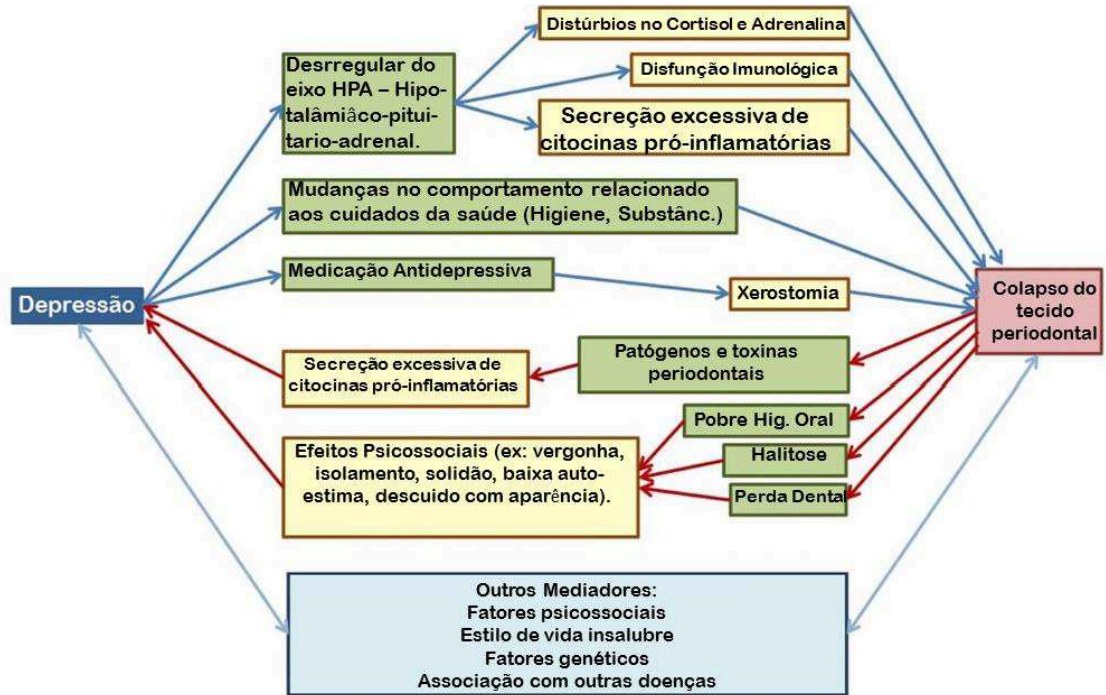 Distúrbios no Cortisol e Adrenalina
Desrregular do
eixo HPA – Hipo-
talâmiâco-pitui-
tario-adrenal.
Disfunção Imunológica
Secreção excessiva de
citocinas pró-inflamatórias
Mudanças no comportamento relacionado
aos cuidados da saúde (Higiene, Substânc.)
Medicação Antidepressiva
Xerostomia
Depressão
Colapso do
tecido
periodontal
Secreção excessiva de
citocinas pró-inflamatórias
Patógenos e toxinas
periodontais
Pobre Hig. Oral
Halitose
Perda Dental
Efeitos Psicossociais (ex: vergonha,
isolamento, solidão, baixa auto-
estima, descuido com aparência).
Outros Mediadores:
Fatores psicossociais
Estilo de vida insalubre
Fatores genéticos
Associação com outras doenças